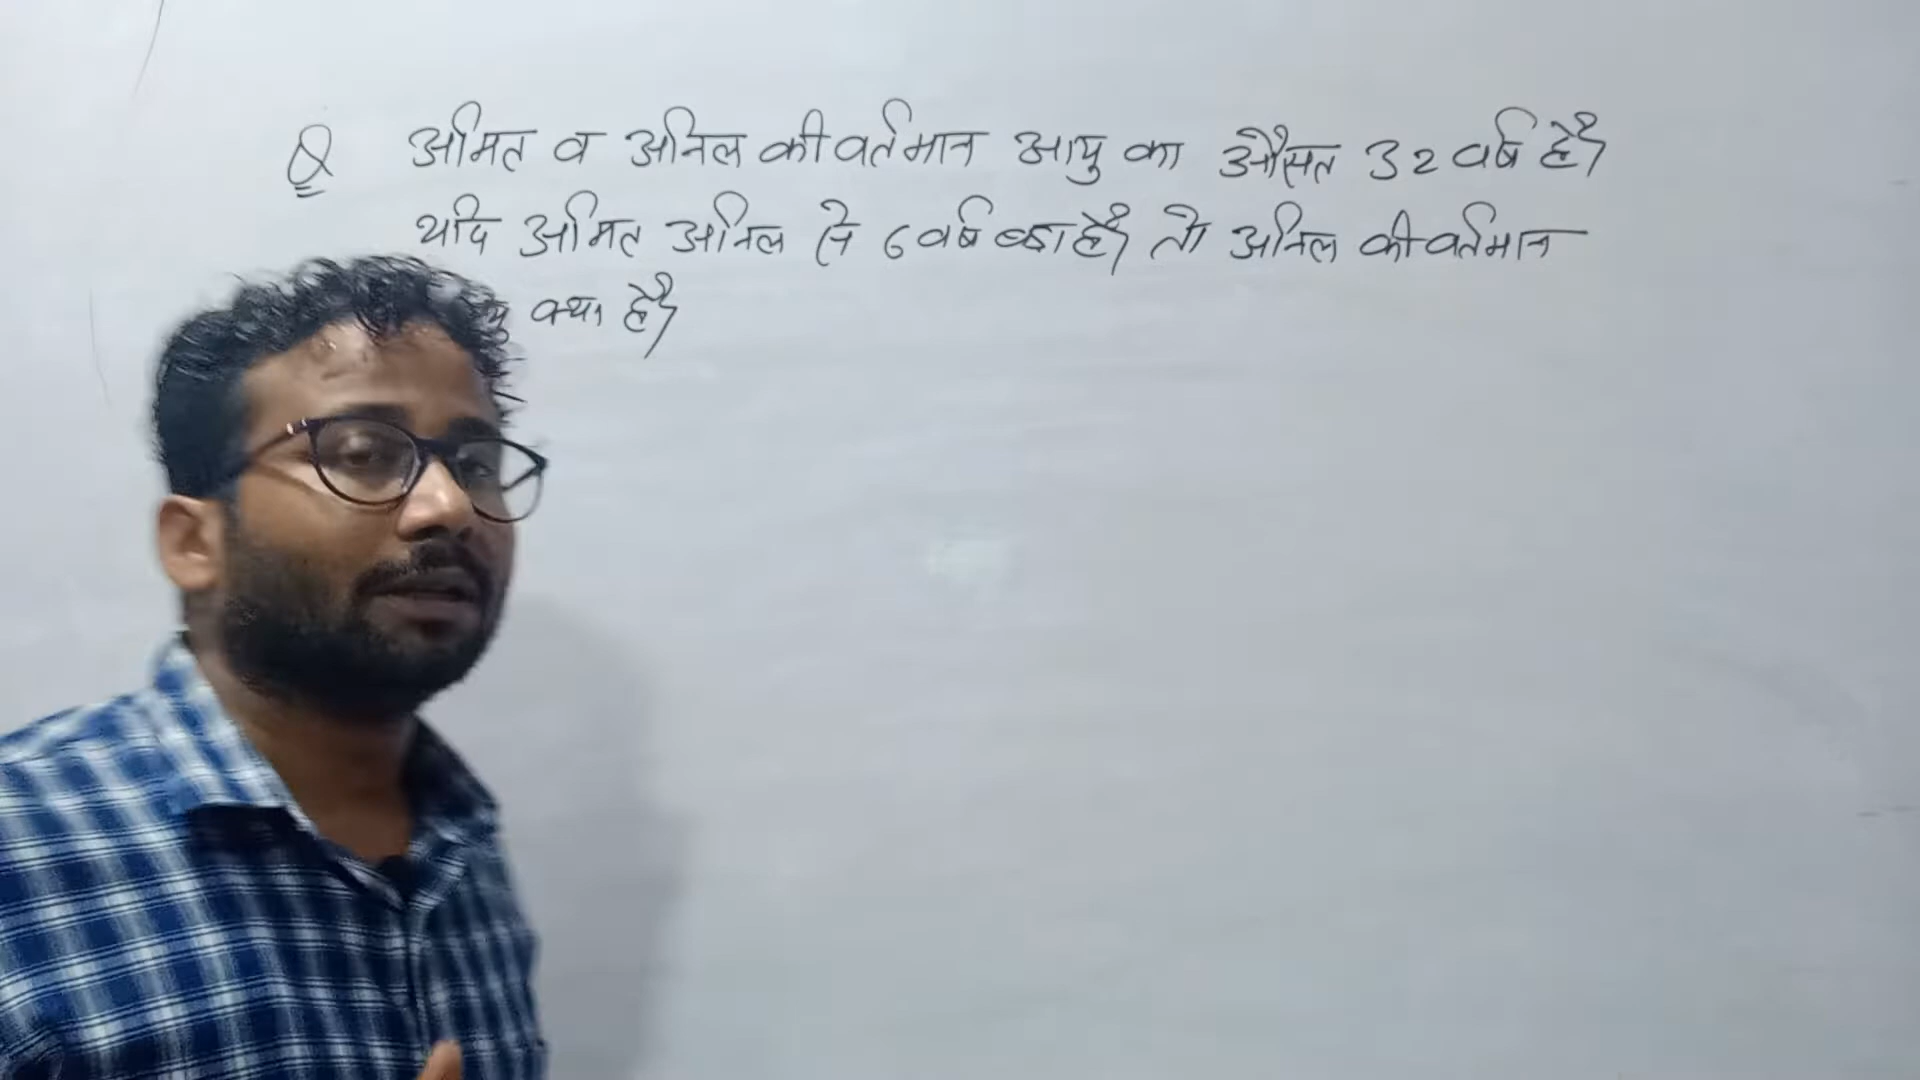 Q अमित व अनिल की वर्तमान आयु का औसत 32 वर्ष है
यदि अमित अनिल से 6 वर्ष बड़ा है तो अनिल की वर्तमान
क्या है